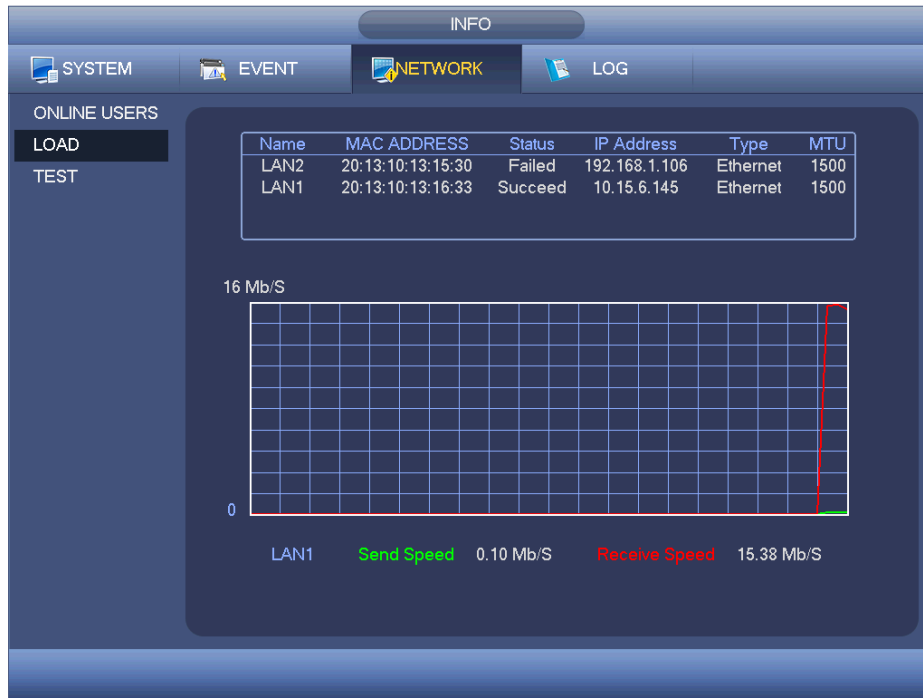 INFO
SYSTEM EVENT NETWORK LOG
ONLINE USERS
LOAD
TEST
Name MAC ADDRESS Status IP Address Type MTU
LAN2 20:13:10:13:15:30 Failed 192.168.1.106 Ethernet 1500
LAN1 20:13:10:13:16:33 Succeed 10.15.6.145 Ethernet 1500
16 Mb/S
0
LAN1 Send Speed 0.10 Mb/S Receive Speed 15.38 Mb/S